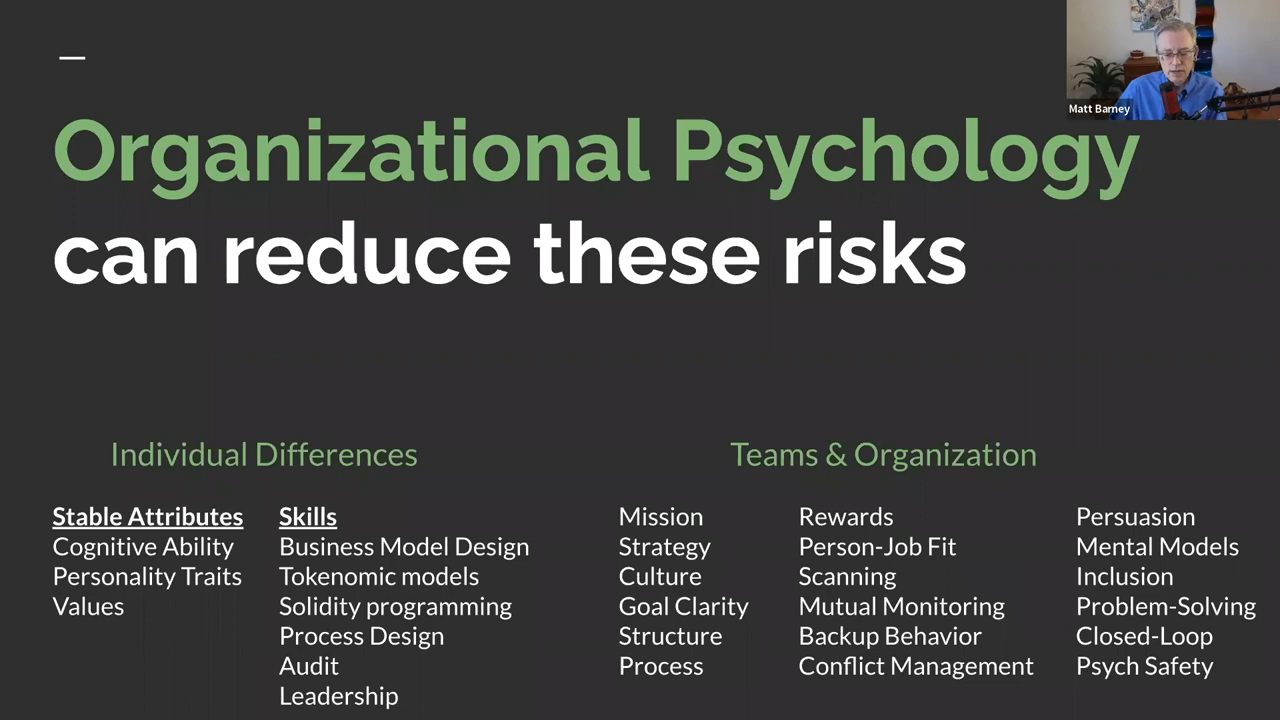 Matt Barney
Organizational Psychology
can reduce these risks
Individual Differences
Stable Attributes
Cognitive Ability
Personality Traits
Values
Skills
Business Model Design
Tokenomic models
Solidity programming
Process Design
Audit
Leadership
Teams & Organization
Mission
Strategy
Culture
Goal Clarity
Structure
Process
Rewards
Person-Job Fit
Scanning
Mutual Monitoring
Backup Behavior
Conflict Management
Persuasion
Mental Models
Inclusion
Problem-Solving
Closed-Loop
Psych Safety